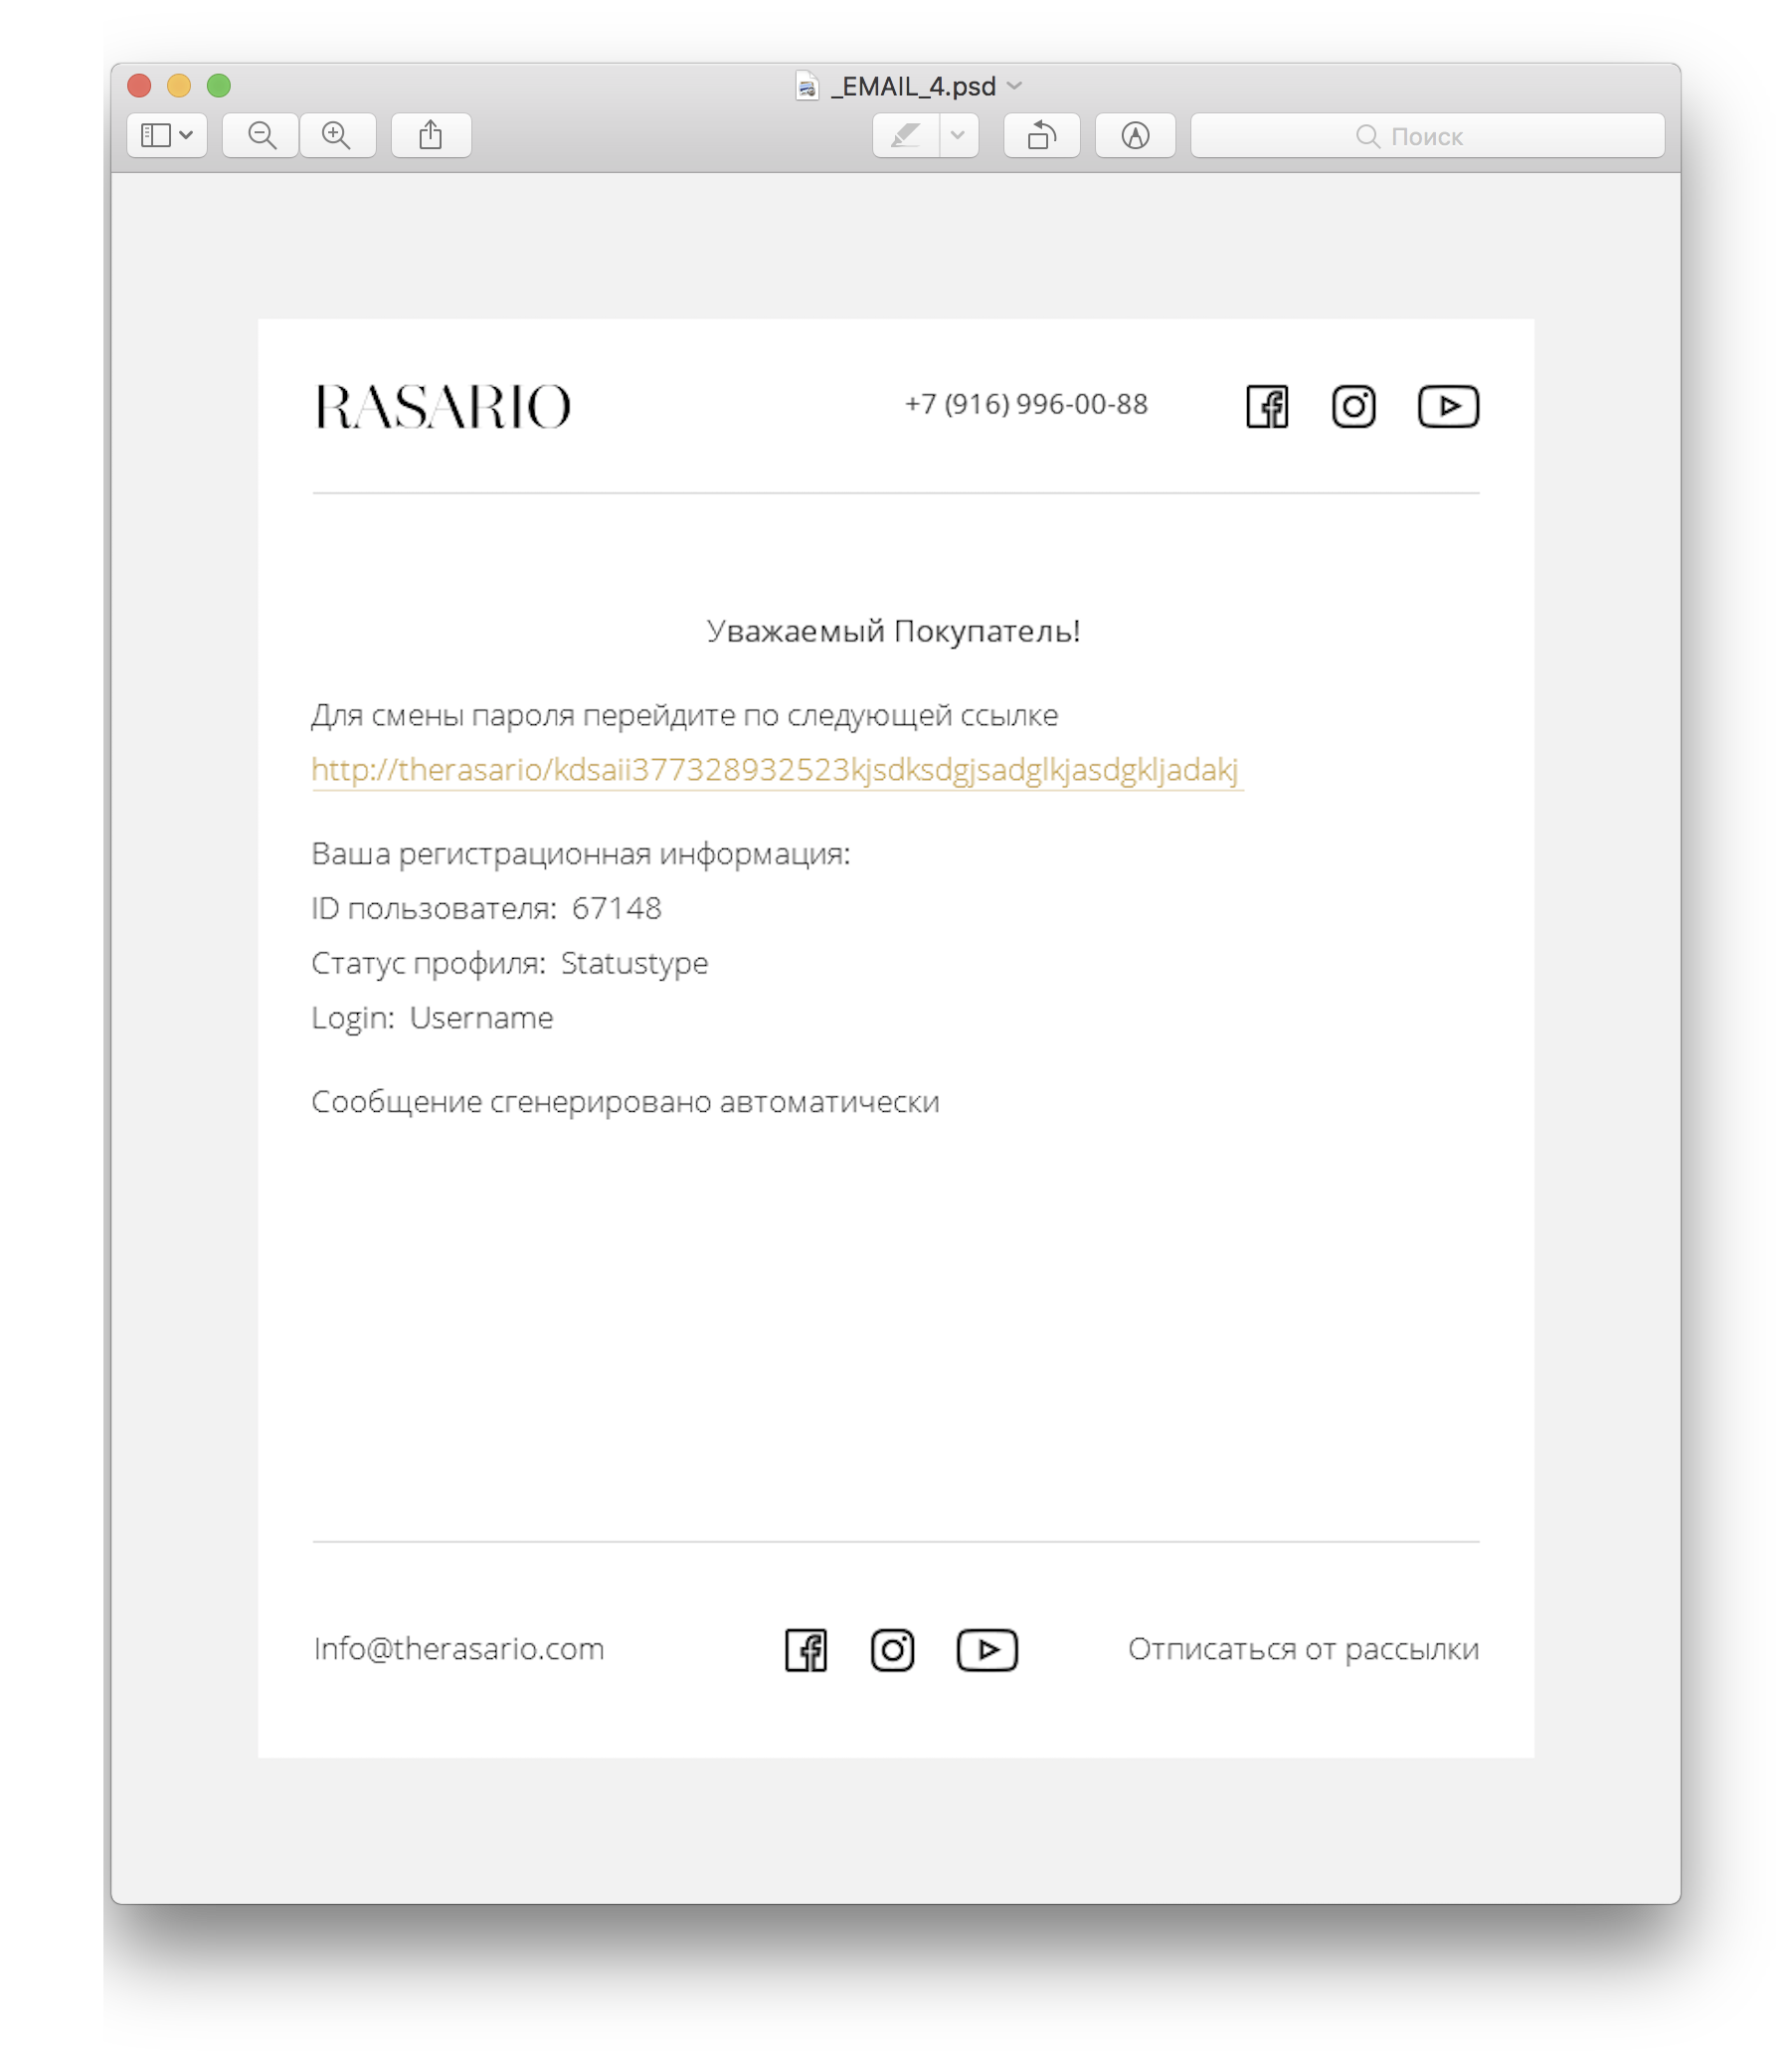 _EMAIL_4.psd
Поиск
RASARIO
+7 (916) 996-00-88
Уважаемый Покупатель!
Для смены пароля перейдите по следующей ссылке
http://therasario/kdsaii377328932523kjsdksdgjsadglkjasdgkljadakj
Ваша регистрационная информация:
ID пользователя: 67148
Статус профиля: Statustype
Login: Username
Сообщение сгенерировано автоматически
Info@therasario.com
Отписаться от рассылки